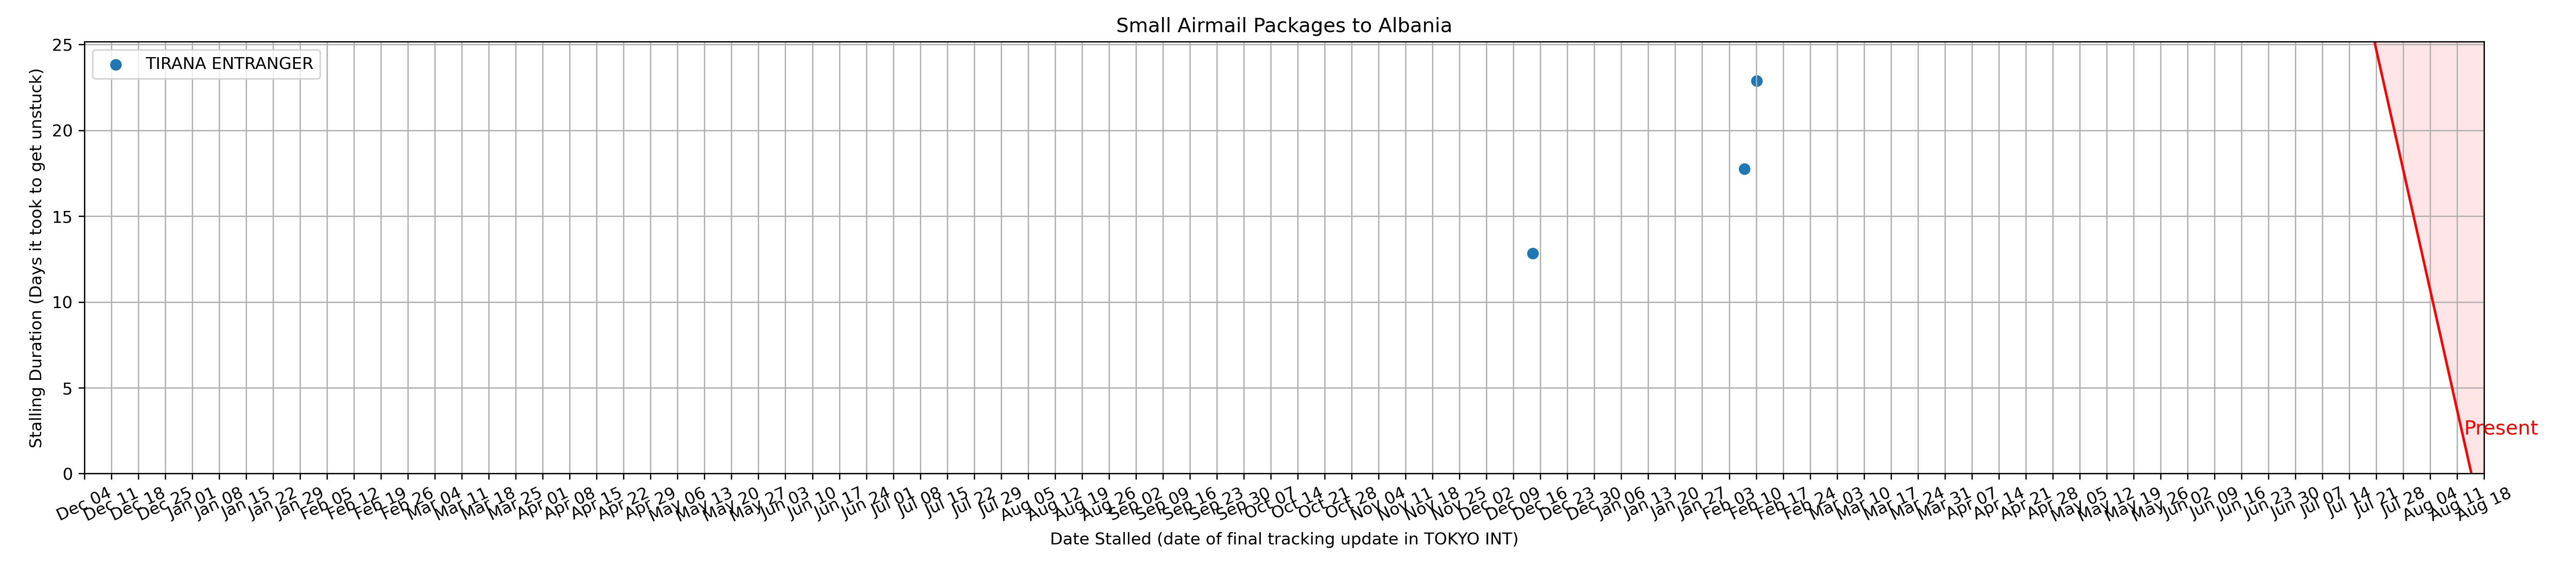 Small Airmail Packages to Albania
TIRANA ENTRANGER
Stalling Duration (Days it took to get unstuck)
25
20
15
10
5
0
Present
Dec 04
Dec 11
Dec 18
Dec 25
Jan 01
Jan 08
Jan 15
Jan 22
Jan 29
Feb 05
Feb 12
Feb 19
Feb 26
Mar 04
Mar 11
Mar 18
Mar 25
Apr 01
Apr 08
Apr 15
Apr 22
Apr 29
May 06
May 13
May 20
May 27
Jun 03
Jun 10
Jun 17
Jun 24
Jul 01
Jul 08
Jul 15
Jul 22
Jul 29
Aug 05
Aug 12
Aug 19
Aug 26
Sep 02
Sep 09
Sep 16
Sep 23
Sep 30
Oct 07
Oct 14
Oct 21
Oct 28
Nov 04
Nov 11
Nov 18
Nov 25
Dec 02
Dec 09
Dec 16
Dec 23
Dec 30
Jan 06
Jan 13
Jan 20
Jan 27
Feb 03
Feb 10
Feb 17
Feb 24
Mar 03
Mar 10
Mar 17
Mar 24
Mar 31
Apr 07
Apr 14
Apr 21
Apr 28
May 05
May 12
May 19
May 26
Jun 02
Jun 09
Jun 16
Jun 23
Jun 30
Jul 07
Jul 14
Jul 21
Jul 28
Aug 04
Aug 11
Aug 18
Date Stalled (date of final tracking update in TOKYO INT)